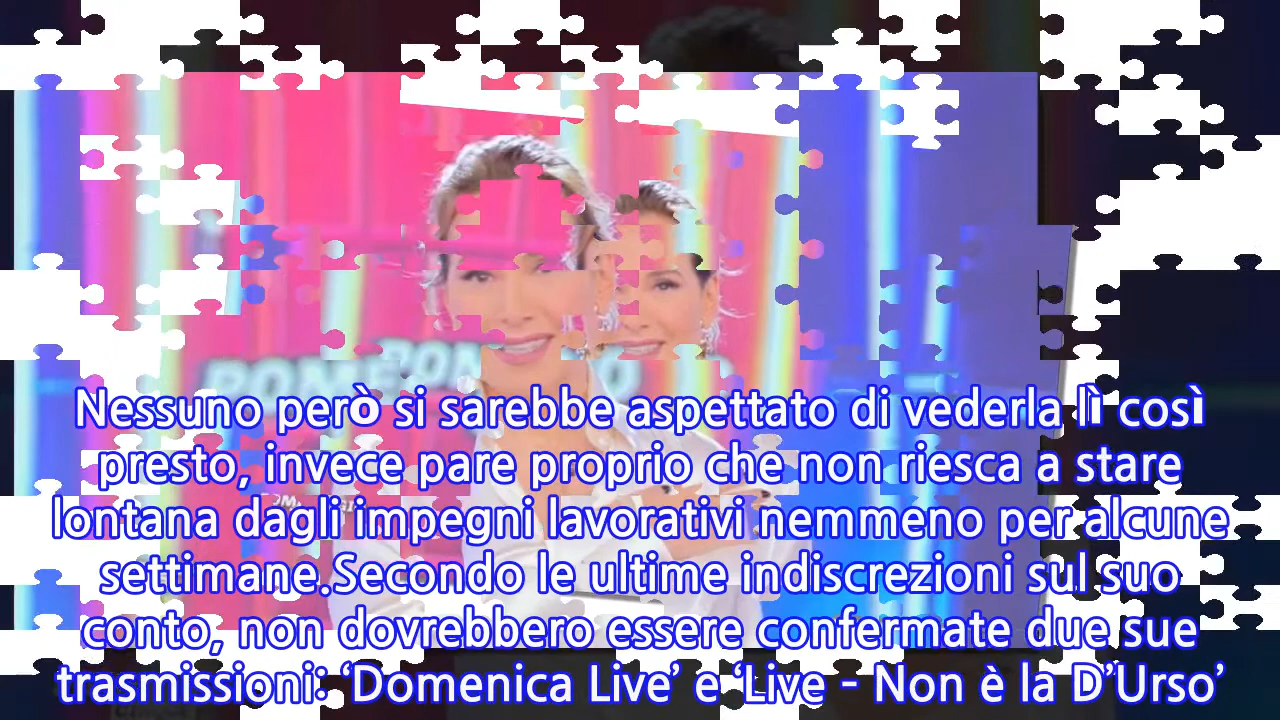 Nessuno però si sarebbe aspettato di vederla lì così
presto, invece pare proprio che non riesca a stare
lontana dagli impegni lavorativi nemmeno per alcune
settimane.Secondo le ultime indiscrezioni sul suo
conto, non dovrebbero essere confermate due sue
trasmissioni: ‘Domenica Live’ e ‘Live - Non è la D’Urso’